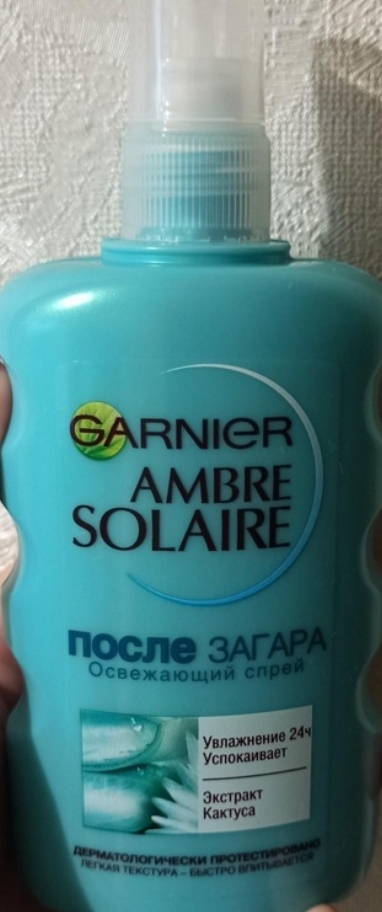 GARNIER
AMBRE
SOLAIRE
после ЗАГАРА
Освежающий спрей
Увлажнение 24ч
Успокаивает
Экстракт
Кактуса
ДЕРМАТОЛОГИЧЕСКИ ПРОТЕСТИРОВАНО
ЛЕГКАЯ ТЕКСТУРА – БЫСТРО ВПИТЫВАЕТСЯ